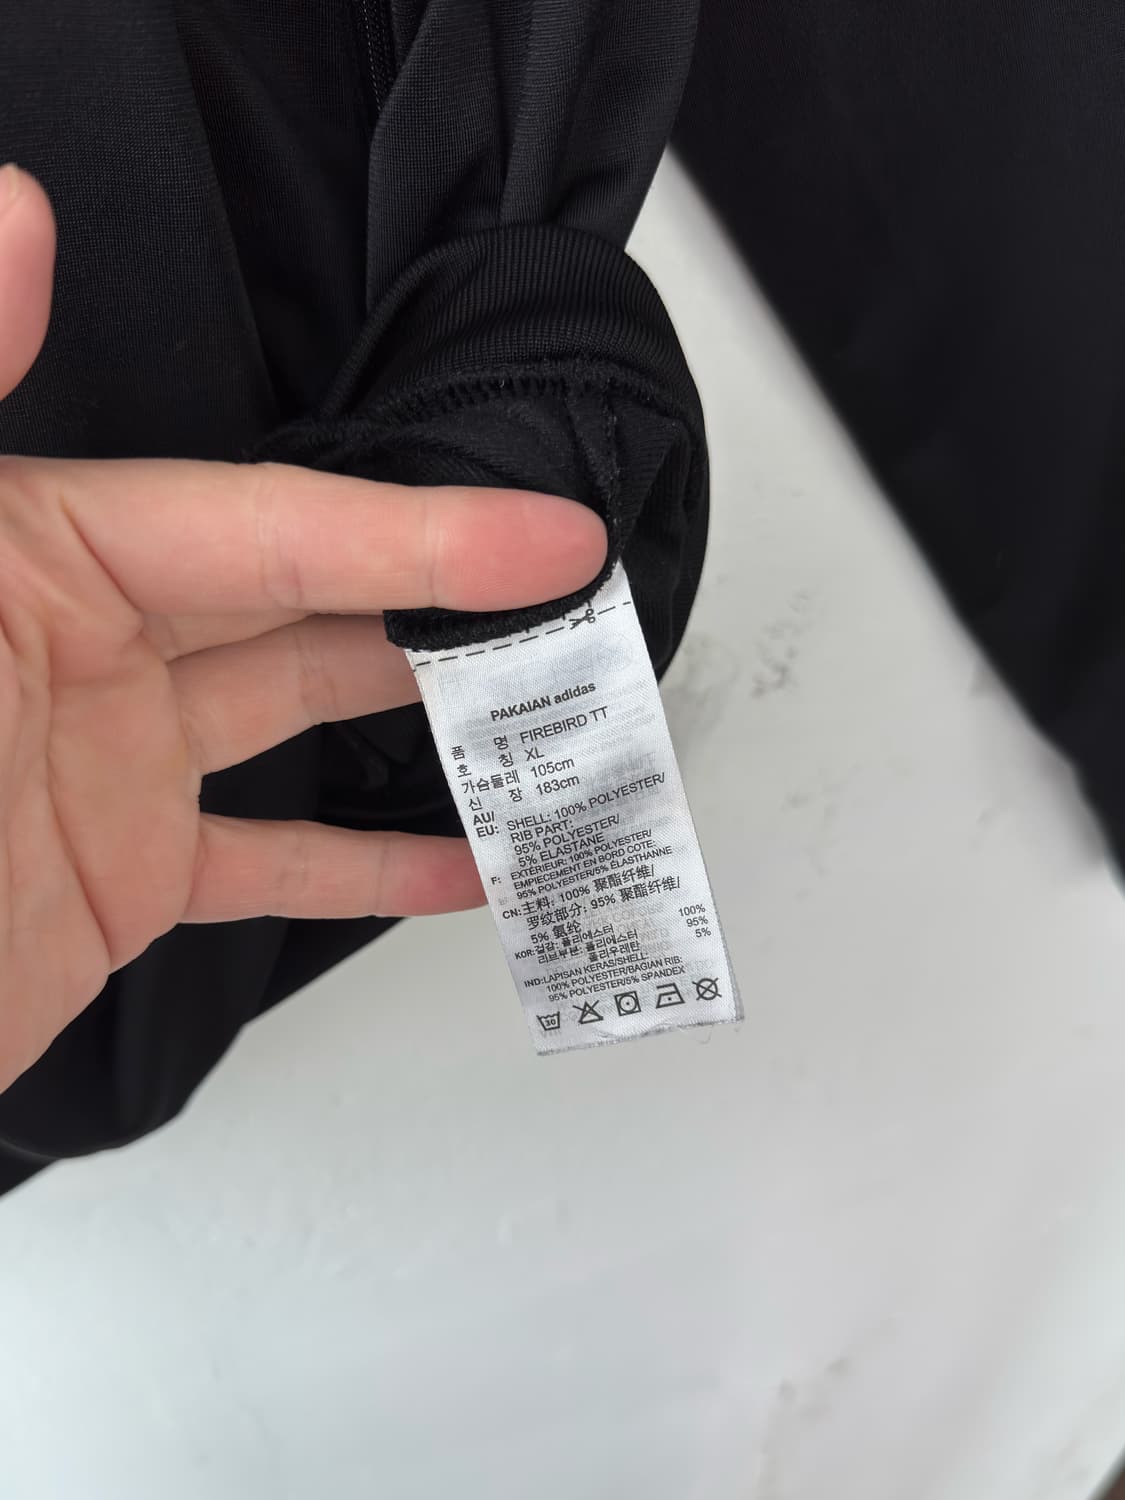 PAKAIAN adidas
품 명 FIREBIRD TT
호 칭 XL
가슴둘레 105cm
신 장 183cm
AU/
EU: SHELL: 100% POLYESTER/
RIB PART:
95% POLYESTER/
5% ELASTANE
F: EXTÉRIEUR: 100% POLYESTER/
EMPIECEMENT EN BORD COTE:
95% POLYESTER/5% ÉLASTHANNE
CN: 主料: 100% 聚酯纤维/
罗纹部分: 95% 聚酯纤维/
5% 氨纶
KOR: 겉감: 폴리에스터 100%
리브부분: 폴리에스터 95%
폴리우레탄 5%
IND: LAPISAN KERAS/SHELL:
100% POLYESTER/BAGIAN RIB:
95% POLYESTER/5% SPANDEX
30